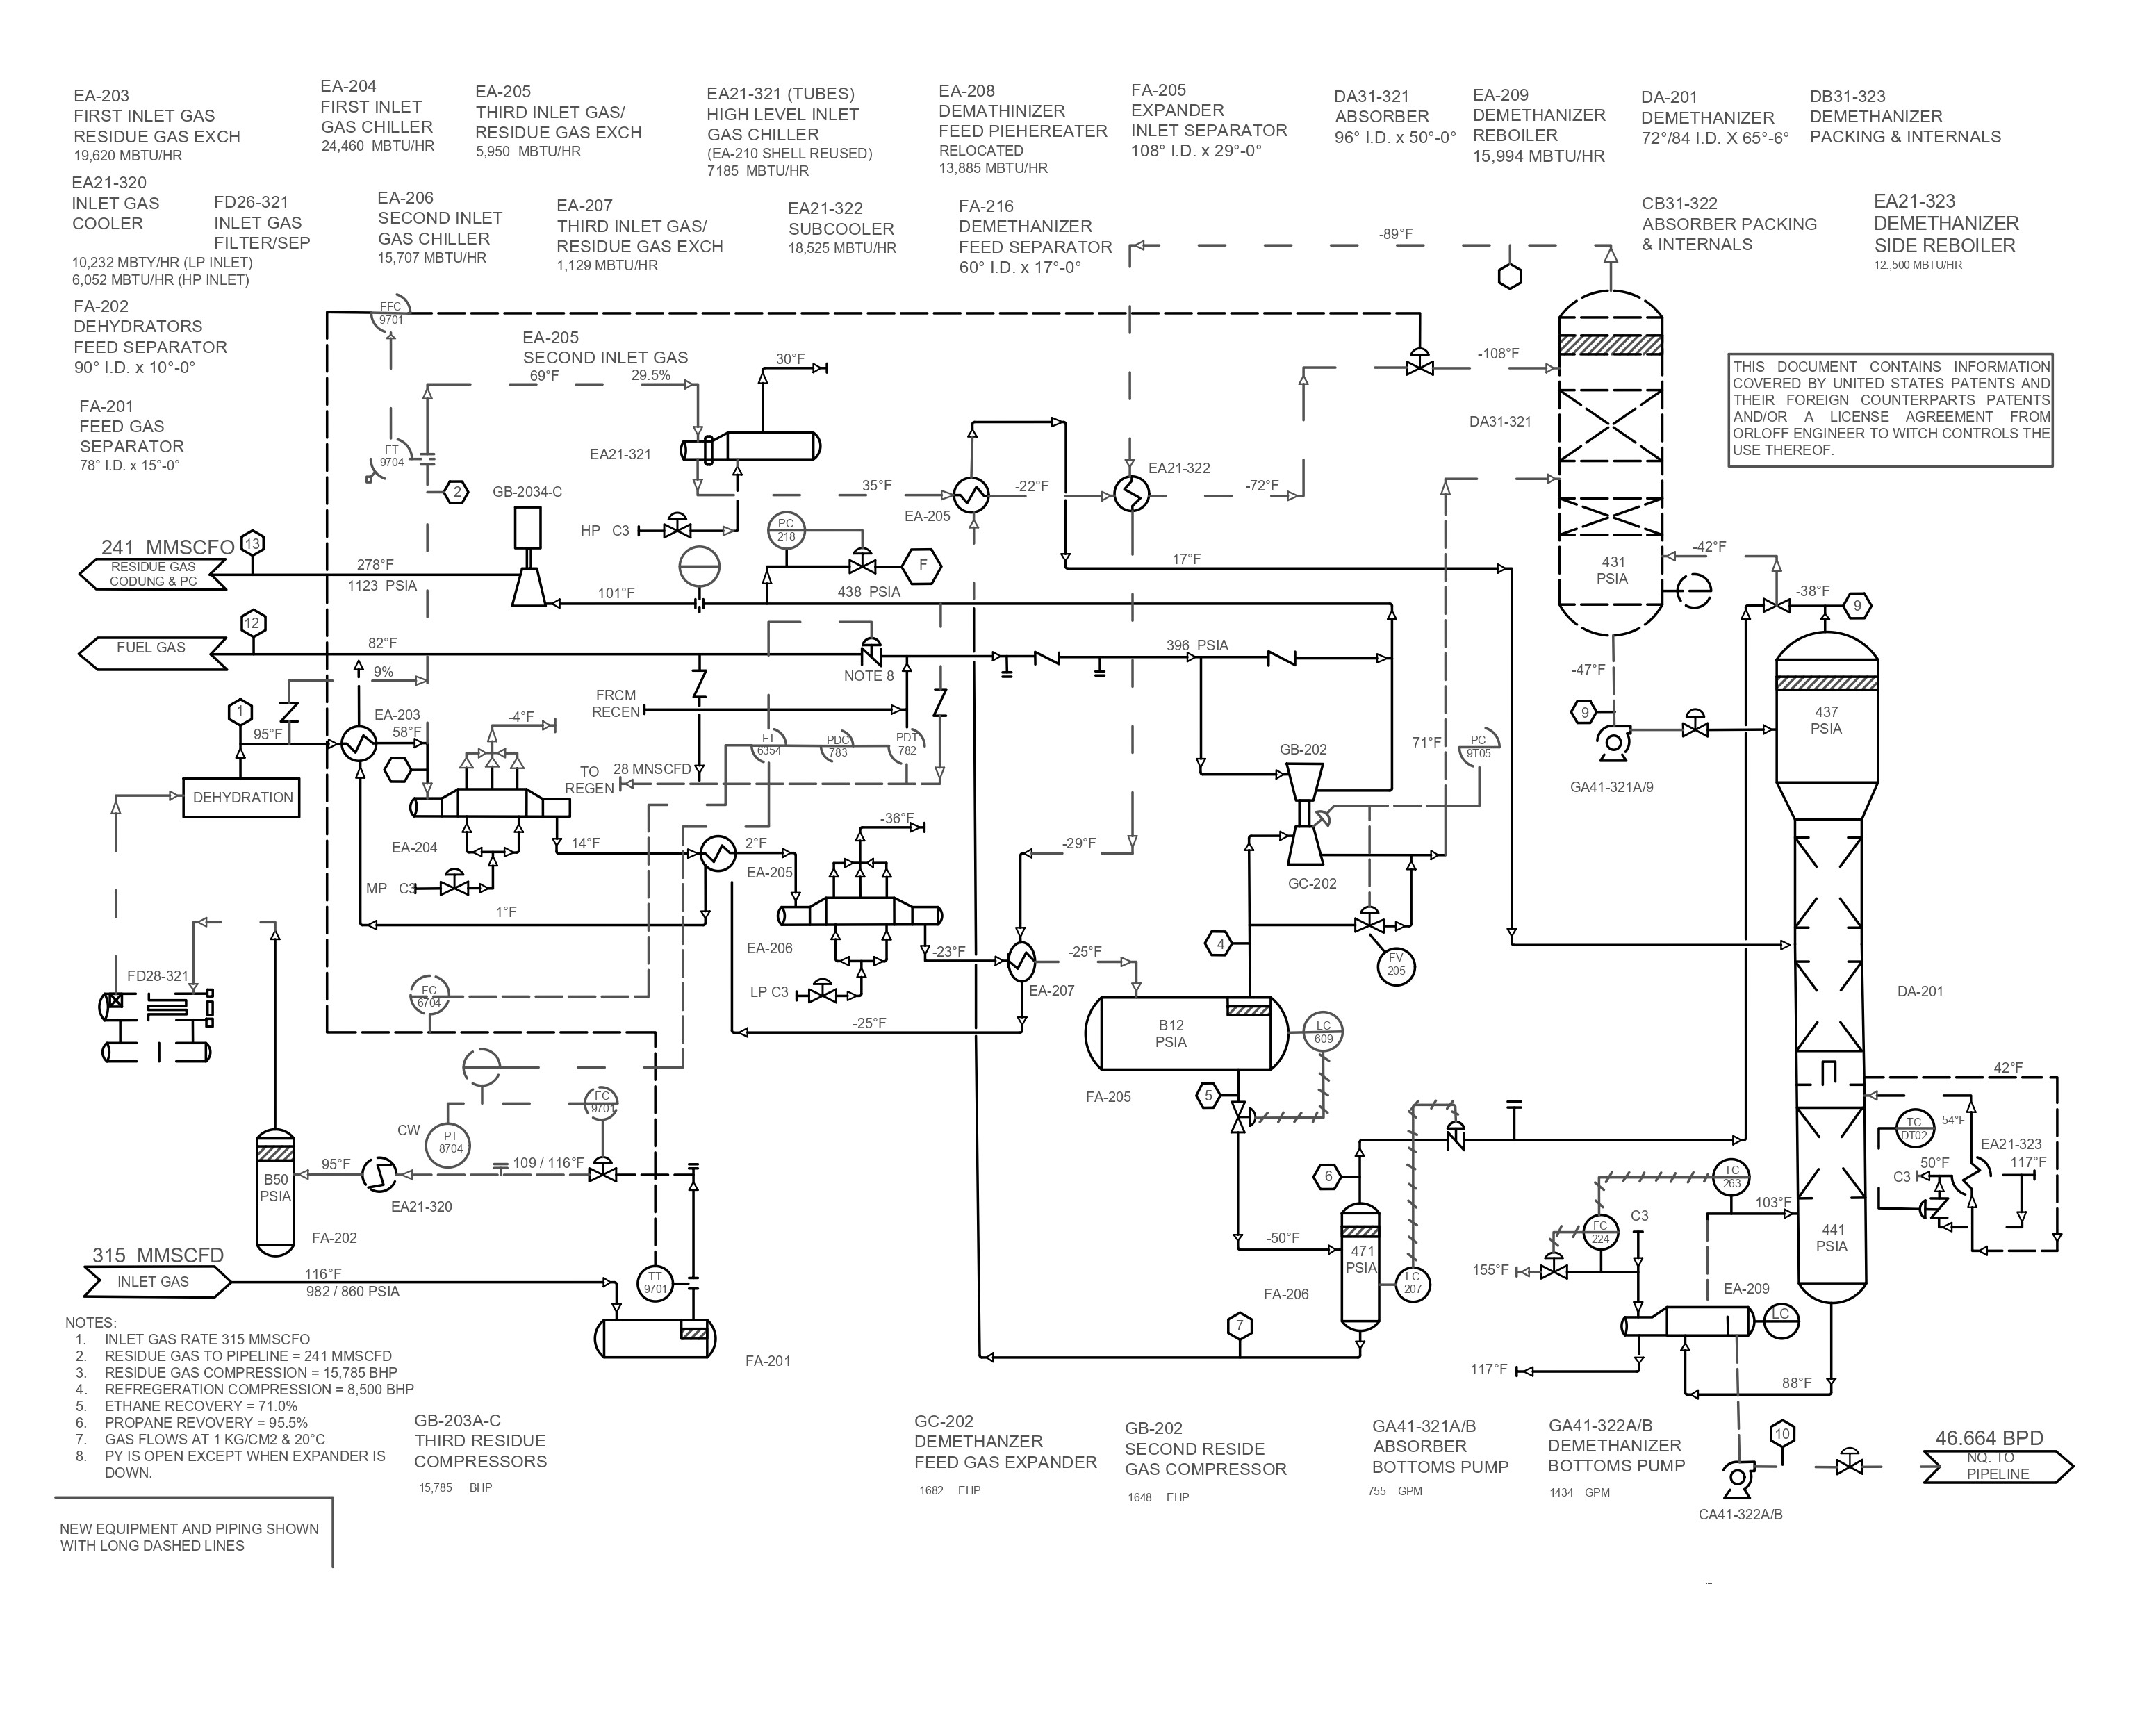 EA-203
FIRST INLET GAS
RESIDUE GAS EXCH
19,620 MBTU/HR
EA-204
FIRST INLET
GAS CHILLER
24,460 MBTU/HR
EA-205
THIRD INLET GAS/
RESIDUE GAS EXCH
5,950 MBTU/HR
EA21-321 (TUBES)
HIGH LEVEL INLET
GAS CHILLER
(EA-210 SHELL REUSED)
7185 MBTU/HR
EA-208
DEMATHINIZER
FEED PIEHEREATER
RELOCATED
13,885 MBTU/HR
FA-205
EXPANDER
INLET SEPARATOR
108° I.D. x 29°-0°
DA31-321
ABSORBER
96° I.D. x 50°-0°
EA-209
DEMETHANIZER
REBOILER
15,994 MBTU/HR
DA-201
DEMETHANIZER
72°/84 I.D. X 65°-6°
DB31-323
DEMETHANIZER
PACKING & INTERNALS
EA21-320
INLET GAS
COOLER
FD26-321
INLET GAS
FILTER/SEP
10,232 MBTY/HR (LP INLET)
6,052 MBTU/HR (HP INLET)
EA-206
SECOND INLET
GAS CHILLER
15,707 MBTU/HR
EA-207
THIRD INLET GAS/
RESIDUE GAS EXCH
1,129 MBTU/HR
EA21-322
SUBCOOLER
18,525 MBTU/HR
FA-216
DEMETHANIZER
FEED SEPARATOR
60° I.D. x 17°-0°
CB31-322
ABSORBER PACKING
& INTERNALS
EA21-323
DEMETHANIZER
SIDE REBOILER
12.,500 MBTU/HR
FA-202
DEHYDRATORS
FEED SEPARATOR
90° I.D. x 10°-0°
FA-201
FEED GAS
SEPARATOR
78° I.D. x 15°-0°
-89°F
FFC
9701
EA-205
SECOND INLET GAS
69°F
29.5%
30°F
-108°F
DA31-321
THIS DOCUMENT CONTAINS INFORMATION
COVERED BY UNITED STATES PATENTS AND
THEIR FOREIGN COUNTERPARTS PATENTS
AND/OR A LICENSE AGREEMENT FROM
ORLOFF ENGINEER TO WITCH CONTROLS THE
USE THEREOF.
FT
9704
2
GB-2034-C
EA21-321
HP C3
35°F
EA-205
-22°F
EA21-322
-72°F
PC
218
F
17°F
431
PSIA
-42°F
-38°F
9
241 MMSCFO
RESIDUE GAS
CODUNG & PC
13
278°F
1123 PSIA
101°F
438 PSIA
FUEL GAS
12
82°F
9%
NOTE 8
396 PSIA
-47°F
9
437
PSIA
1
95°F
EA-203
58°F
-4°F
FRCM
RECEN
FT
6354
PDC
783
PDT
782
TO
REGEN
28 MNSCFD
GB-202
71°F
PC
9T05
GA41-321A/9
DEHYDRATION
EA-204
MP C3
14°F
2°F
EA-205
-36°F
-29°F
GC-202
1°F
EA-206
-23°F
LP C3
-25°F
EA-207
-25°F
4
FV
205
DA-201
FD28-321
FC
6704
B12
PSIA
LC
609
FA-205
5
42°F
TC
DT02
54°F
EA21-323
C3
50°F
117°F
CW
PT
8704
FC
9701
B50
PSIA
95°F
109 / 116°F
EA21-320
FA-202
6
471
PSIA
-50°F
FA-206
LC
207
TC
263
103°F
FC
224
C3
155°F
441
PSIA
EA-209
LC
117°F
88°F
7
315 MMSCFD
INLET GAS
116°F
982 / 860 PSIA
TT
9701
FA-201
NOTES:
1. INLET GAS RATE 315 MMSCFO
2. RESIDUE GAS TO PIPELINE = 241 MMSCFD
3. RESIDUE GAS COMPRESSION = 15,785 BHP
4. REFREGERATION COMPRESSION = 8,500 BHP
5. ETHANE RECOVERY = 71.0%
6. PROPANE REVOVERY = 95.5%
7. GAS FLOWS AT 1 KG/CM2 & 20°C
8. PY IS OPEN EXCEPT WHEN EXPANDER IS
DOWN.
GB-203A-C
THIRD RESIDUE
COMPRESSORS
15,785 BHP
GC-202
DEMETHANZER
FEED GAS EXPANDER
1682 EHP
GB-202
SECOND RESIDE
GAS COMPRESSOR
1648 EHP
GA41-321A/B
ABSORBER
BOTTOMS PUMP
755 GPM
GA41-322A/B
DEMETHANIZER
BOTTOMS PUMP
1434 GPM
10
CA41-322A/B
46.664 BPD
NQ. TO
PIPELINE
NEW EQUIPMENT AND PIPING SHOWN
WITH LONG DASHED LINES